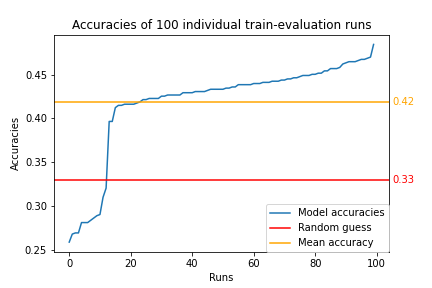 Accuracies of 100 individual train-evaluation runs
Accuracies
0.45
0.40
0.35
0.30
0.25
0.42
0.33
Model accuracies
Random guess
Mean accuracy
0 20 40 60 80 100
Runs